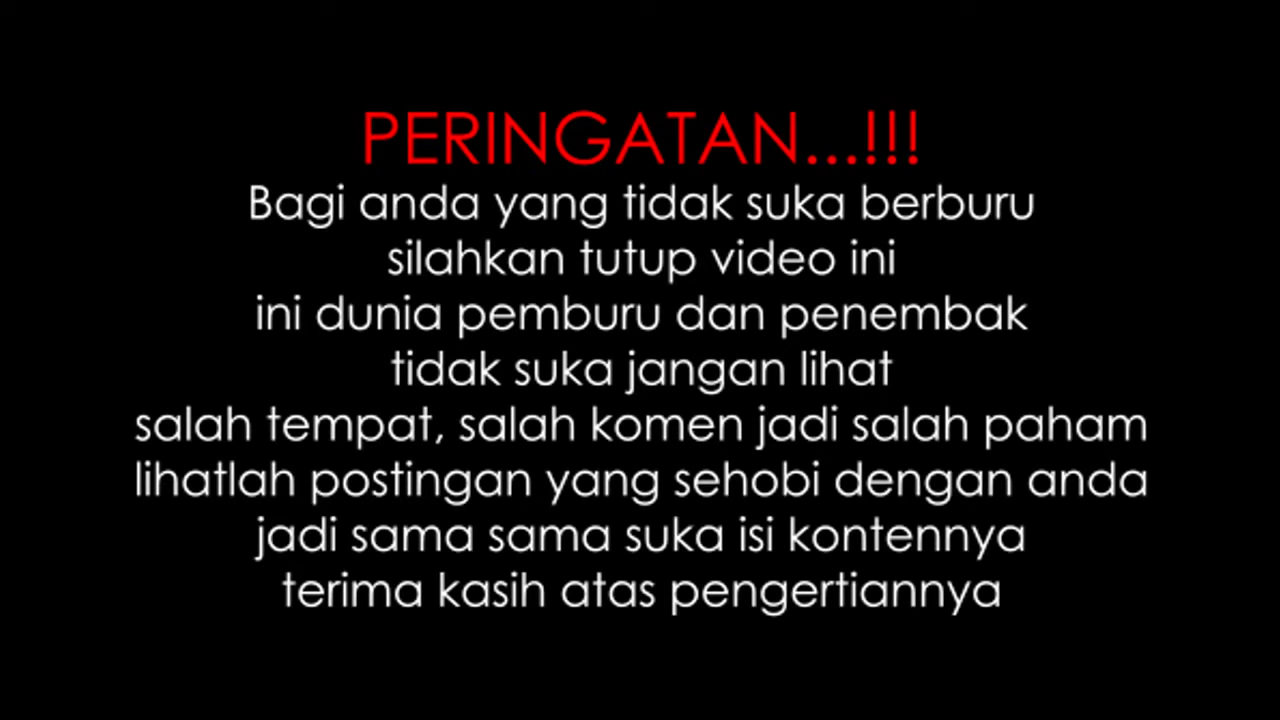 PERINGATAN...!!!
Bagi anda yang tidak suka berburu
silahkan tutup video ini
ini dunia pemburu dan penembak
tidak suka jangan lihat
salah tempat, salah komen jadi salah paham
lihatlah postingan yang sehobi dengan anda
jadi sama sama suka isi kontennya
terima kasih atas pengertiannya